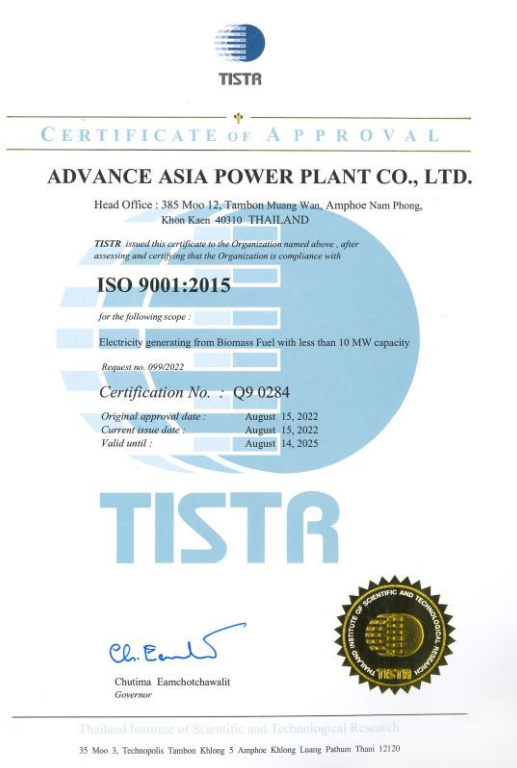 TISTR
CERTIFICATE OF APPROVAL
ADVANCE ASIA POWER PLANT CO., LTD.
Head Office : 385 Moo 12, Tambon Muang Wan, Amphoe Nam Phong,
Khon Kaen 40310 THAILAND
TISTR issued this certificate to the Organization named above , after
assessing and certifying that the Organization is compliance with
ISO 9001:2015
for the following scope :
Electricity generating from Biomass Fuel with less than 10 MW capacity
Request no. 099/2022
Certification No. : Q9 0284
Original approval date : August 15, 2022
Current issue date : August 15, 2022
Valid until : August 14, 2025
TISTR
THAILAND INSTITUTE OF SCIENTIFIC AND TECHNOLOGICAL RESEARCH
TISTR
Ch. Eam
Chutima Eamchotchawalit
Governor
Thailand Institute of Scientific and Technological Research
35 Moo 3, Technopolis Tambon Khlong 5 Amphoe Khlong Luang Pathum Thani 12120